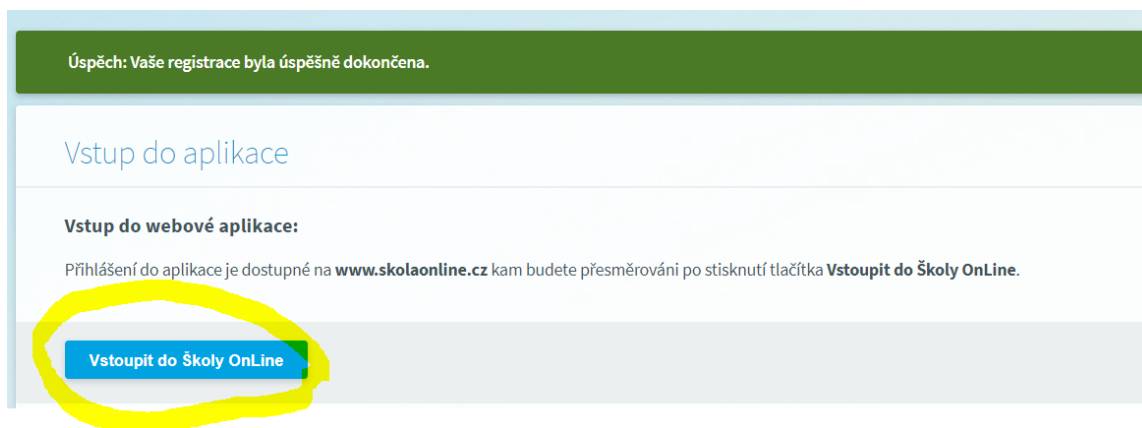 Úspěch: Vaše registrace byla úspěšně dokončena.
Vstup do aplikace
Vstup do webové aplikace:
Přihlášení do aplikace je dostupné na www.skolaonline.cz kam budete přesměrováni po stisknutí tlačítka Vstoupit do Školy OnLine.
Vstoupit do Školy OnLine